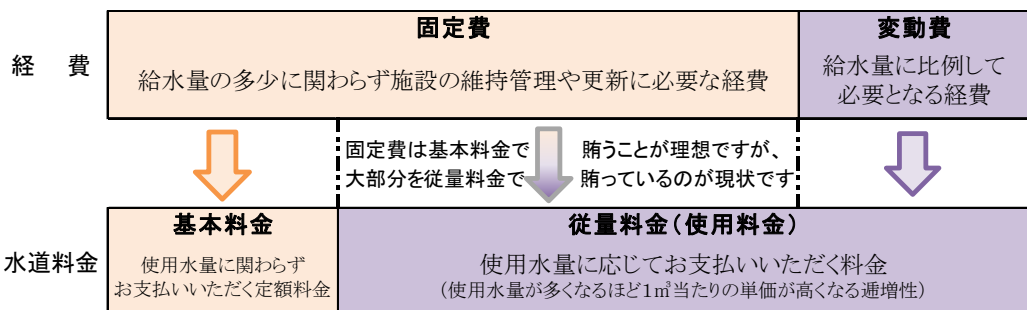 経　費
固定費
給水量の多少に関わらず施設の維持管理や更新に必要な経費
変動費
給水量に比例して
必要となる経費
固定費は基本料金で　賄うことが理想ですが、
大部分を従量料金で　賄っているのが現状です
水道料金
基本料金
使用水量に関わらず
お支払いいただく定額料金
従量料金(使用料金)
使用水量に応じてお支払いいただく料金
(使用水量が多くなるほど1㎥当たりの単価が高くなる逓増性)